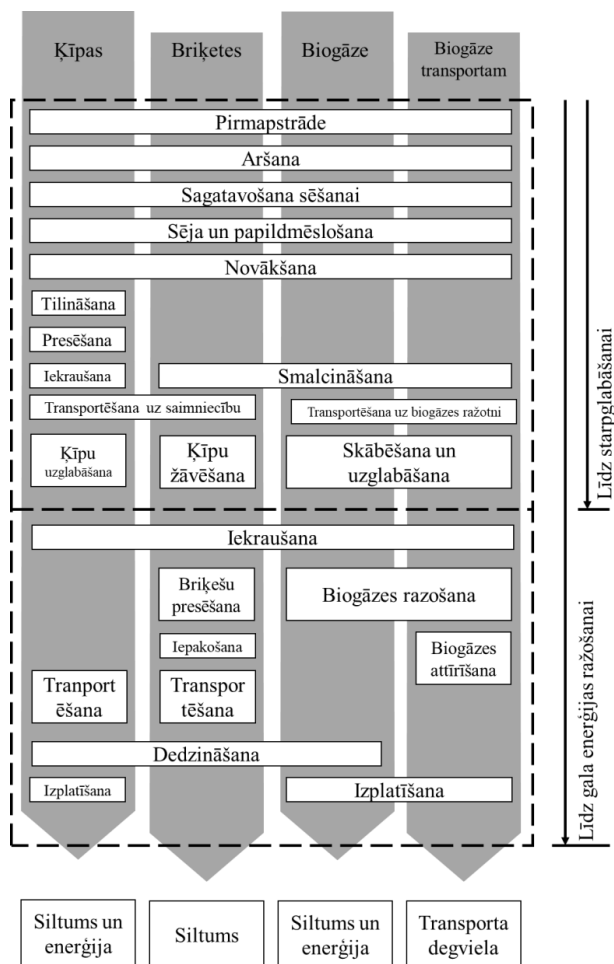 Ķīpas
Briķetes
Biogāze
Biogāze
transportam
Pirmapstrāde
Aršana
Sagatavošana sēšanai
Sēja un papildmēslošana
Novākšana
Tilināšana
Presēšana
Iekraušana
Smalcināšana
Transportēšana uz saimniecību
Transportēšana uz biogāzes ražotni
Ķīpu
uzglabāšana
Ķīpu
žāvēšana
Skābēšana un
uzglabāšana
Līdz starpglabāšanai
Iekraušana
Briķešu
presēšana
Biogāzes razošana
Iepakošana
Biogāzes
attīrīšana
Tranport
ēšana
Transpor
tēšana
Dedzināšana
Izplatīšana
Izplatīšana
Līdz gala enerģijas ražošanai
Siltums un
enerģija
Siltums
Siltums un
enerģija
Transporta
degviela